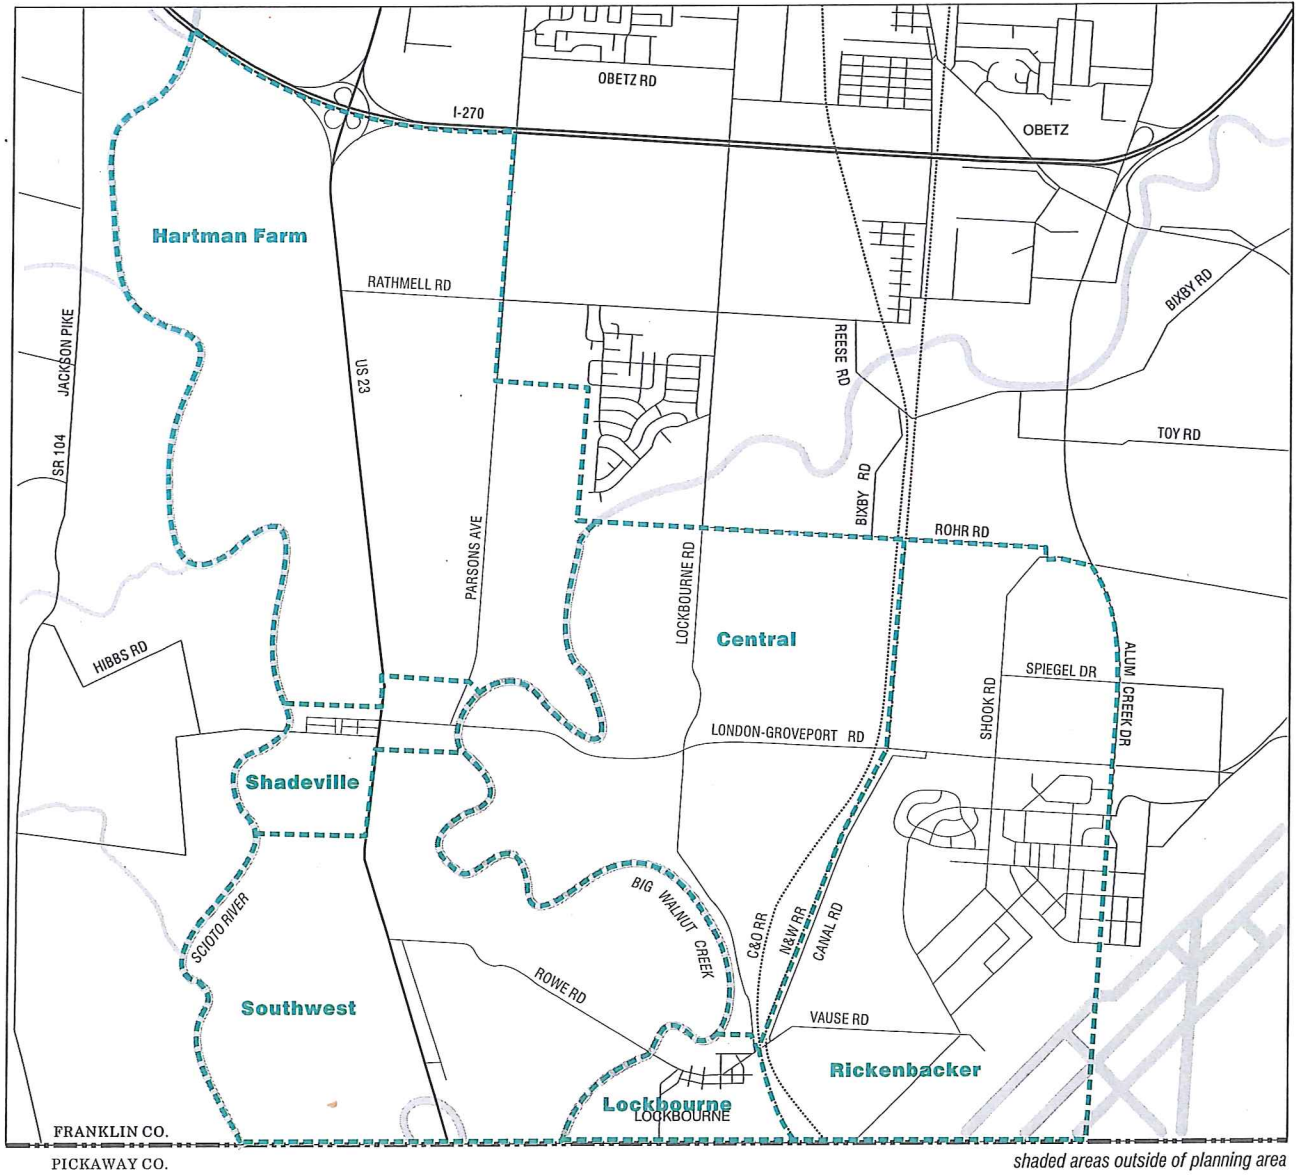 OBETZ RD
I-270
OBETZ
Hartman Farm
RATHMELL RD
BIXBY RD
JACKSON PIKE
US 23
REESE RD
SR 104
TOY RD
BIXBY RD
ROHR RD
PARSONS AVE
LOCKBOURNE RD
Central
HIBBS RD
SPIEGEL DR
ALUM CREEK DR
SHOOK RD
LONDON-GROVEPORT RD
Shadeville
BIG WALNUT CREEK
SCIOTO RIVER
C&O RR
N&W RR
CANAL RD
ROWE RD
Southwest
VAUSE RD
Rickenbacker
Lockbourne
LOCKBOURNE
FRANKLIN CO.
PICKAWAY CO.
shaded areas outside of planning area